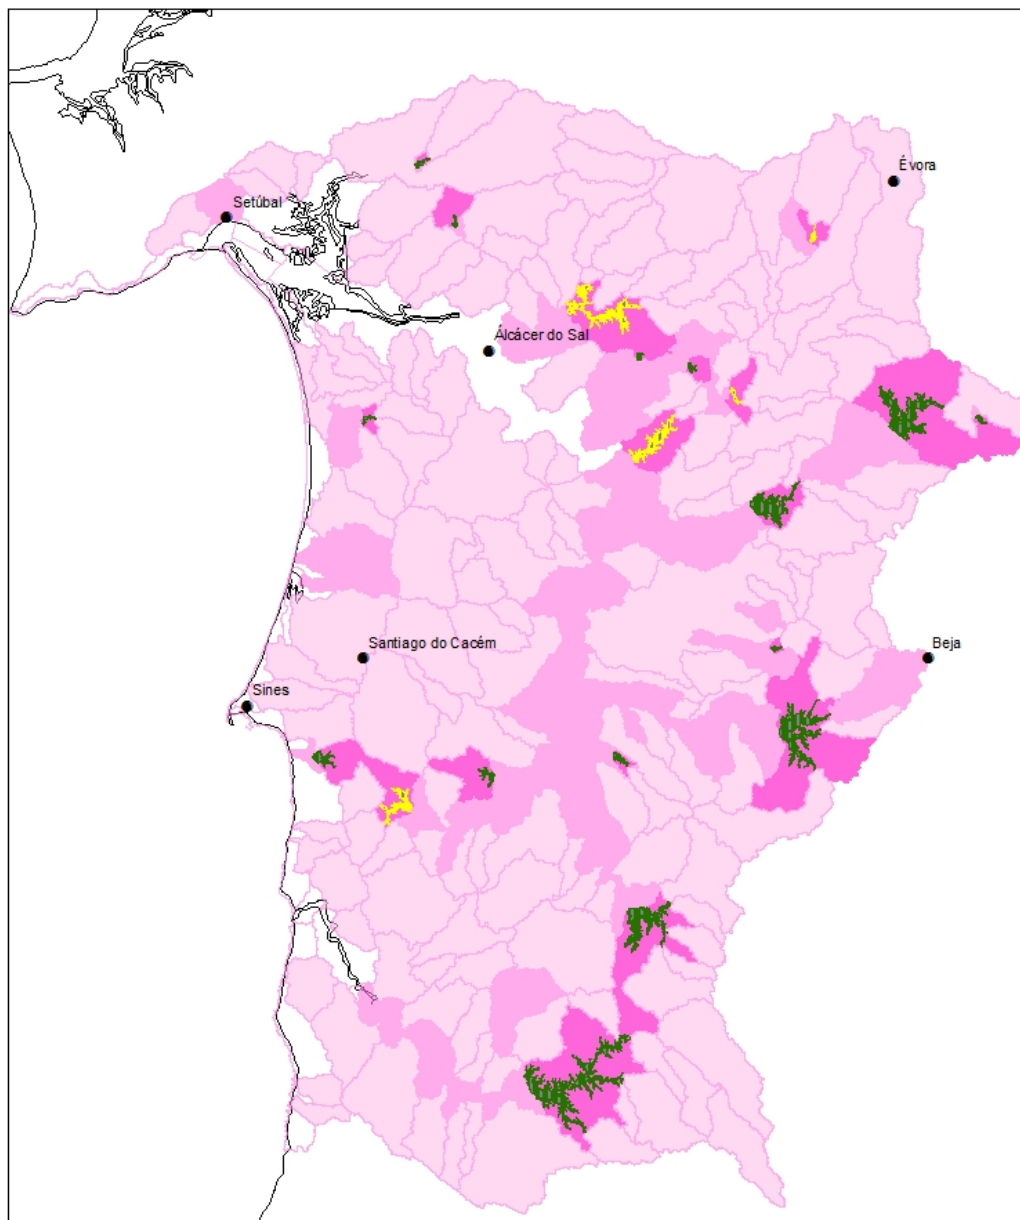 Évora
Setúbal
Álcácer do Sal
Santiago do Cacém
Beja
Sines